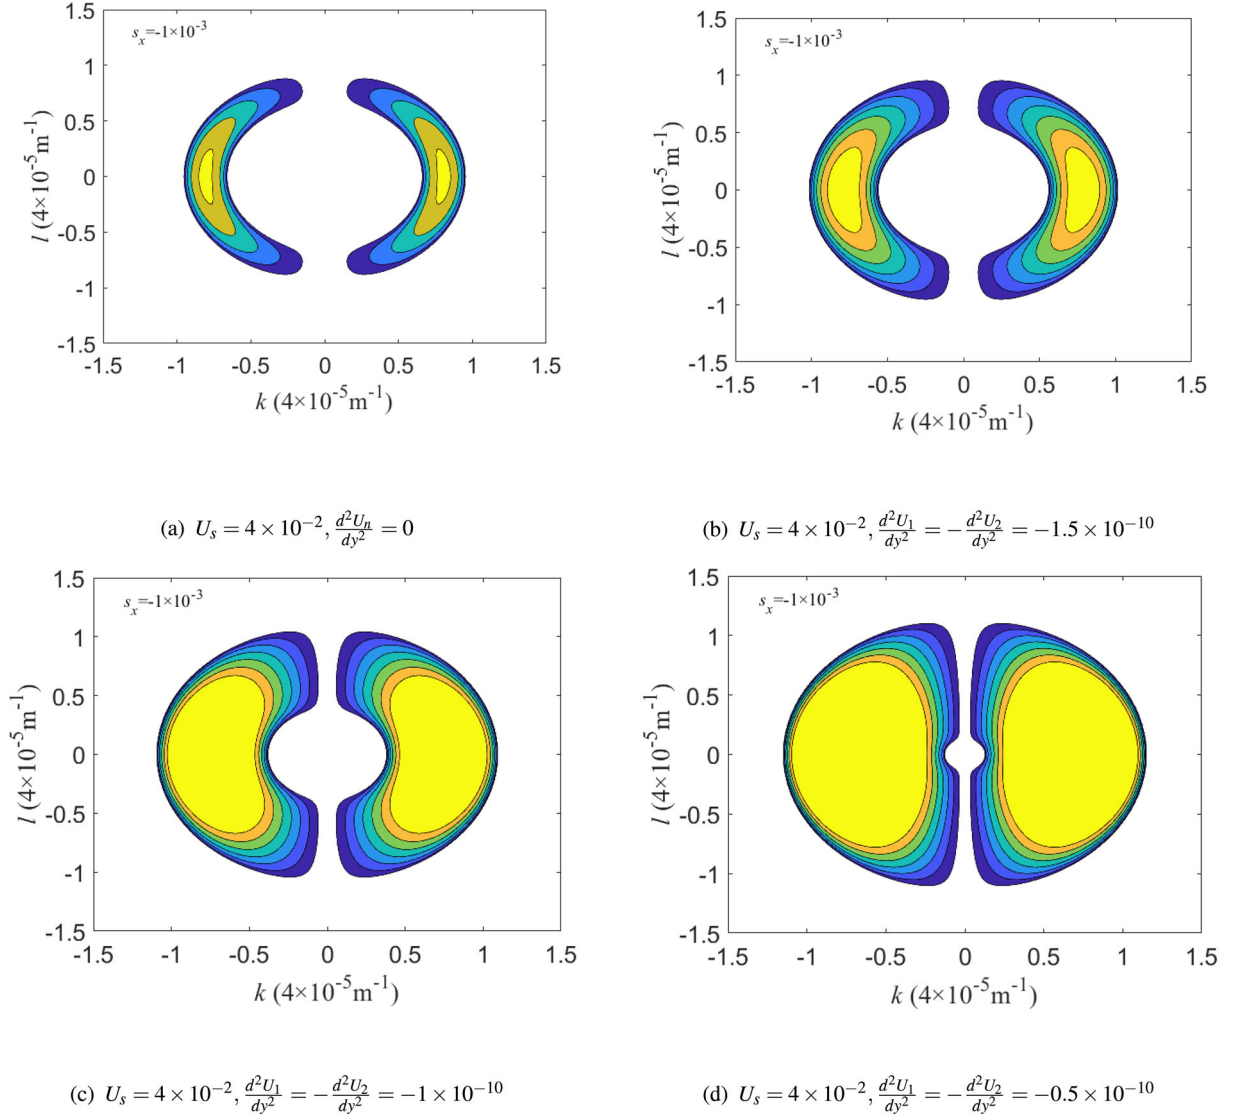 1.5
1
0.5
0
-0.5
-1
-1.5
s_x=-1×10^-3
l (4×10^-5m^-1)
-1.5 -1 -0.5 0 0.5 1 1.5
k (4×10^-5m^-1)
(a) U_s = 4 × 10^−2, d^2U_n/dy^2 = 0
1.5
1
0.5
0
-0.5
-1
-1.5
s_x=-1×10^-3
l (4×10^-5m^-1)
-1.5 -1 -0.5 0 0.5 1 1.5
k (4×10^-5m^-1)
(b) U_s = 4 × 10^−2, d^2U_1/dy^2 = −d^2U_2/dy^2 = −1.5 × 10^−10
1.5
1
0.5
0
-0.5
-1
-1.5
s_x=-1×10^-3
l (4×10^-5m^-1)
-1.5 -1 -0.5 0 0.5 1 1.5
k (4×10^-5m^-1)
(c) U_s = 4 × 10^−2, d^2U_1/dy^2 = −d^2U_2/dy^2 = −1 × 10^−10
1.5
1
0.5
0
-0.5
-1
-1.5
s_x=-1×10^-3
l (4×10^-5m^-1)
-1.5 -1 -0.5 0 0.5 1 1.5
k (4×10^-5m^-1)
(d) U_s = 4 × 10^−2, d^2U_1/dy^2 = −d^2U_2/dy^2 = −0.5 × 10^−10